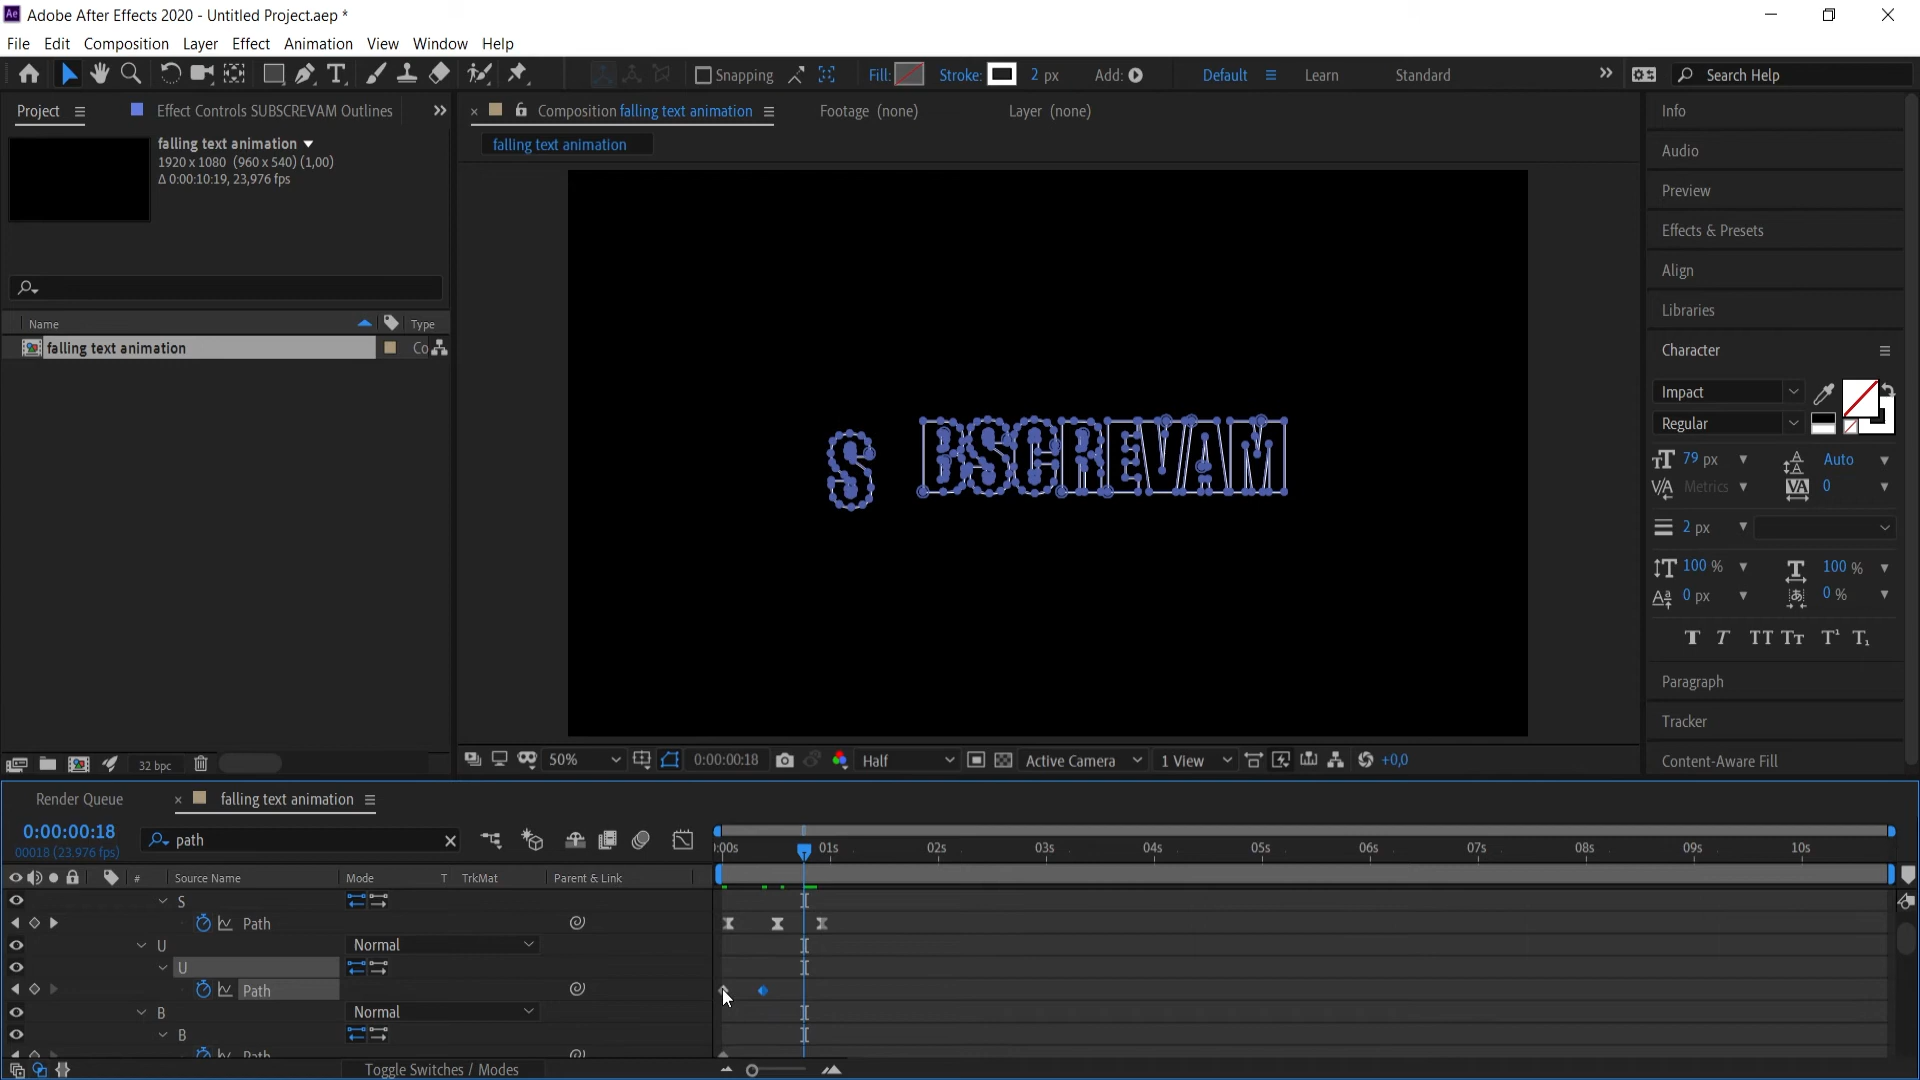 Adobe After Effects 2020 - Untitled Project.aep *
File Edit Composition Layer Effect Animation View Window Help
Snapping Fill: Stroke: 2 px Add: Default Learn Standard Search Help
Project Effect Controls SUBSCREVAM Outlines Composition falling text animation Footage (none) Layer (none) Info
falling text animation
1920 x 1080 (960 x 540) (1,00)
Δ 0:00:10:19, 23,976 fps
falling text animation
Audio
Preview
Effects & Presets
Align
Libraries
Name Type
falling text animation Co
Character
Impact
Regular
79 px Auto
Metrics 0
2 px
100 % 100 %
0 px 0 %
T T TT Tт T¹ T₁
Paragraph
Tracker
Content-Aware Fill
S BSCREVAM
32 bpc 50% 0:00:00:18 Half Active Camera 1 View +0,0
Render Queue falling text animation
0:00:00:18 path
00018 (23.976 fps)
:00s 01s 02s 03s 04s 05s 06s 07s 08s 09s 10s
# Source Name Mode T TrkMat Parent & Link
S
Path
U Normal
U
Path
B Normal
B
Path
Toggle Switches / Modes